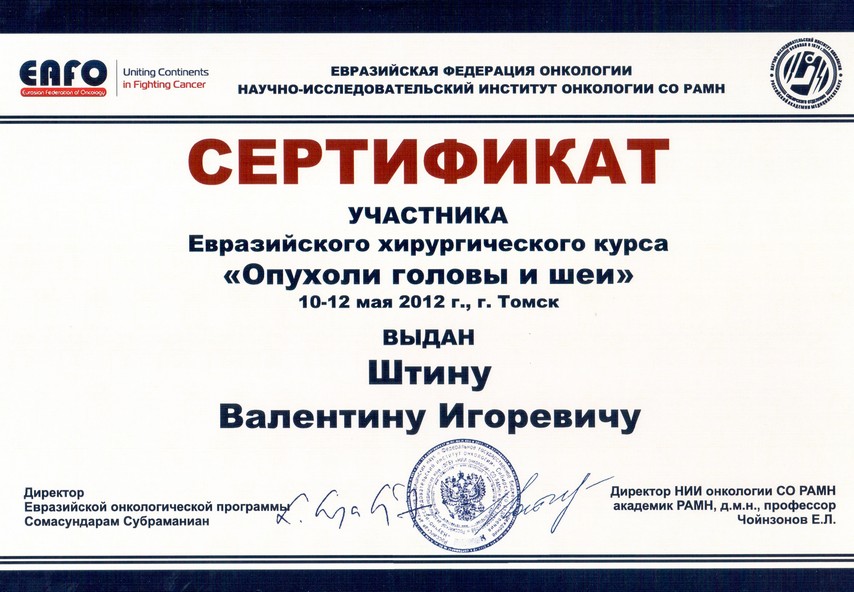 EAFO
Eurasian Federation of Oncology
Uniting Continents
in Fighting Cancer
ЕВРАЗИЙСКАЯ ФЕДЕРАЦИЯ ОНКОЛОГИИ
НАУЧНО-ИССЛЕДОВАТЕЛЬСКИЙ ИНСТИТУТ ОНКОЛОГИИ СО РАМН
СЕРТИФИКАТ
УЧАСТНИКА
Евразийского хирургического курса
«Опухоли головы и шеи»
10-12 мая 2012 г., г. Томск
ВЫДАН
Штину
Валентину Игоревичу
Директор
Евразийской онкологической программы
Сомасундарам Субраманиан
Директор НИИ онкологии СО РАМН
академик РАМН, д.м.н., профессор
Чойнзонов Е.Л.